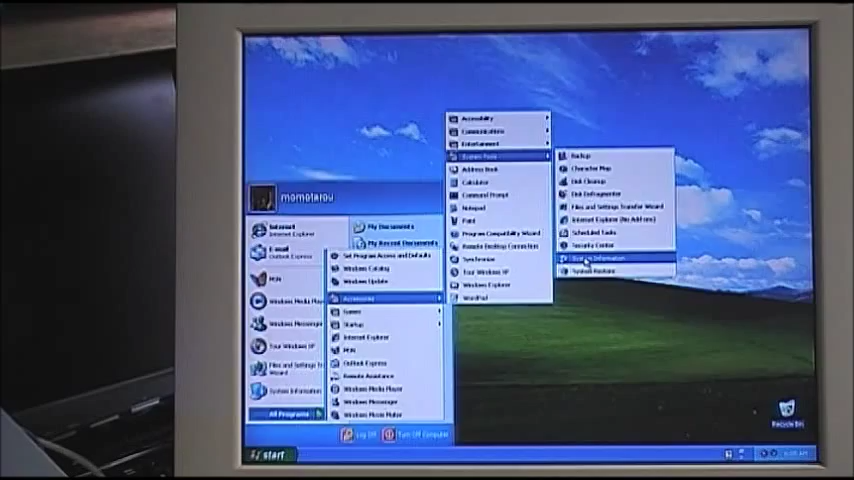 momotarou
Internet
Internet Explorer
E-mail
Outlook Express
MSN
Windows Media Play
Windows Messenger
Tour Windows XP
Files and Settings Tr
Wizard
System Information
All Programs
My Documents
My Recent Documents
Set Program Access and Defaults
Windows Catalog
Windows Update
Accessories
Games
Startup
Internet Explorer
MSN
Outlook Express
Remote Assistance
Windows Media Player
Windows Messenger
Windows Movie Maker
Accessibility
Communications
Entertainment
System Tools
Address Book
Calculator
Command Prompt
Notepad
Paint
Program Compatibility Wizard
Remote Desktop Connection
Synchronize
Tour Windows XP
Windows Explorer
WordPad
Backup
Character Map
Disk Cleanup
Disk Defragmenter
Files and Settings Transfer Wizard
Internet Explorer (No Add-ons)
Scheduled Tasks
Security Center
System Information
System Restore
Log Off
Turn Off Computer
Recycle Bin
start